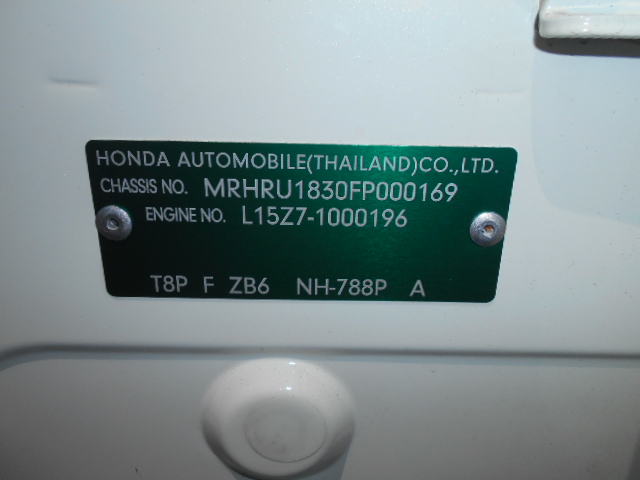 HONDA AUTOMOBILE(THAILAND)CO.,LTD.
CHASSIS NO. MRHRU1830FP000169
ENGINE NO. L15Z7-1000196
T8P F ZB6 NH-788P A